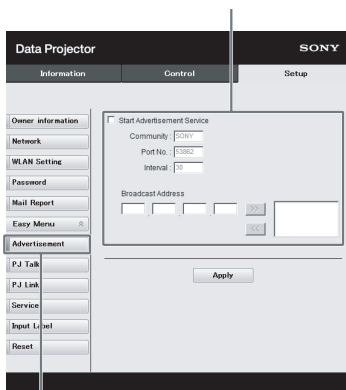 Data Projector
SONY
Information
Control
Setup
Owner information
Network
WLAN Setting
Password
Mail Report
Easy Menu
Advertisement
PJ Talk
PJ Link
Service
Input Label
Reset
Start Advertisement Service
Community : SONY
Port No. : 53862
Interval : 30
Broadcast Address
. . .
>>
<<
Apply